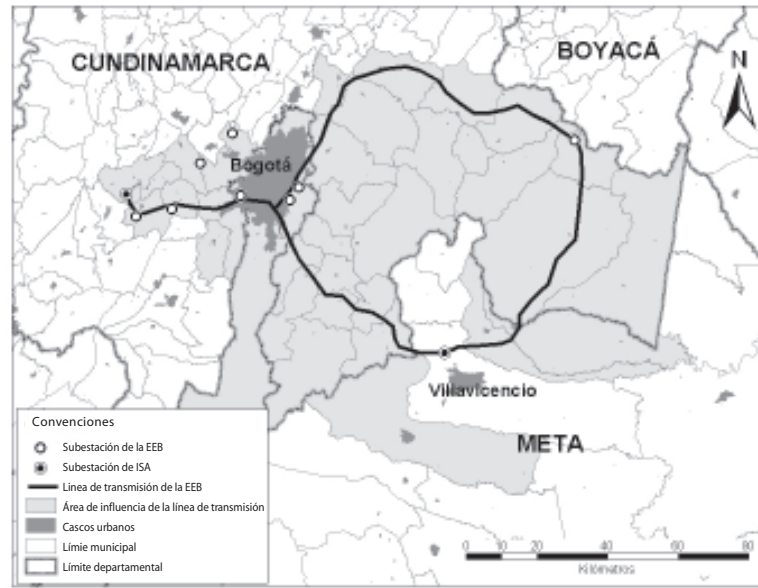 CUNDINAMARCA
BOYACÁ
N
Bogotá
Villavicencio
META
Convenciones
Subestación de la EEB
Subestación de ISA
Linea de transmisión de la EEB
Área de influencia de la línea de transmisión
Cascos urbanos
Límie municipal
Límite departamental
0 20 40 60 80
Kilómetros